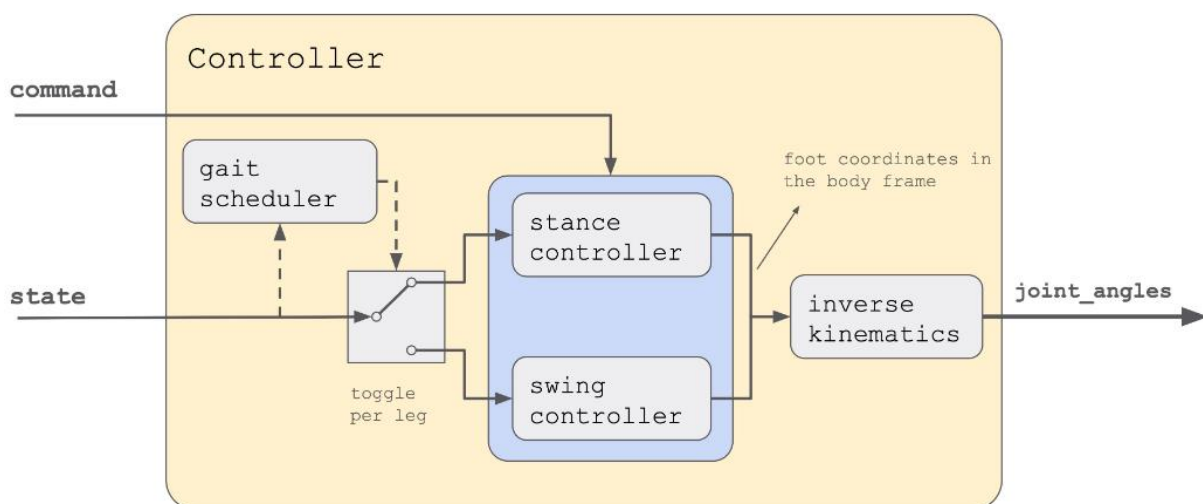 Controller
command
gait
scheduler
foot coordinates in
the body frame
stance
controller
state
joint_angles
inverse
kinematics
toggle
per leg
swing
controller